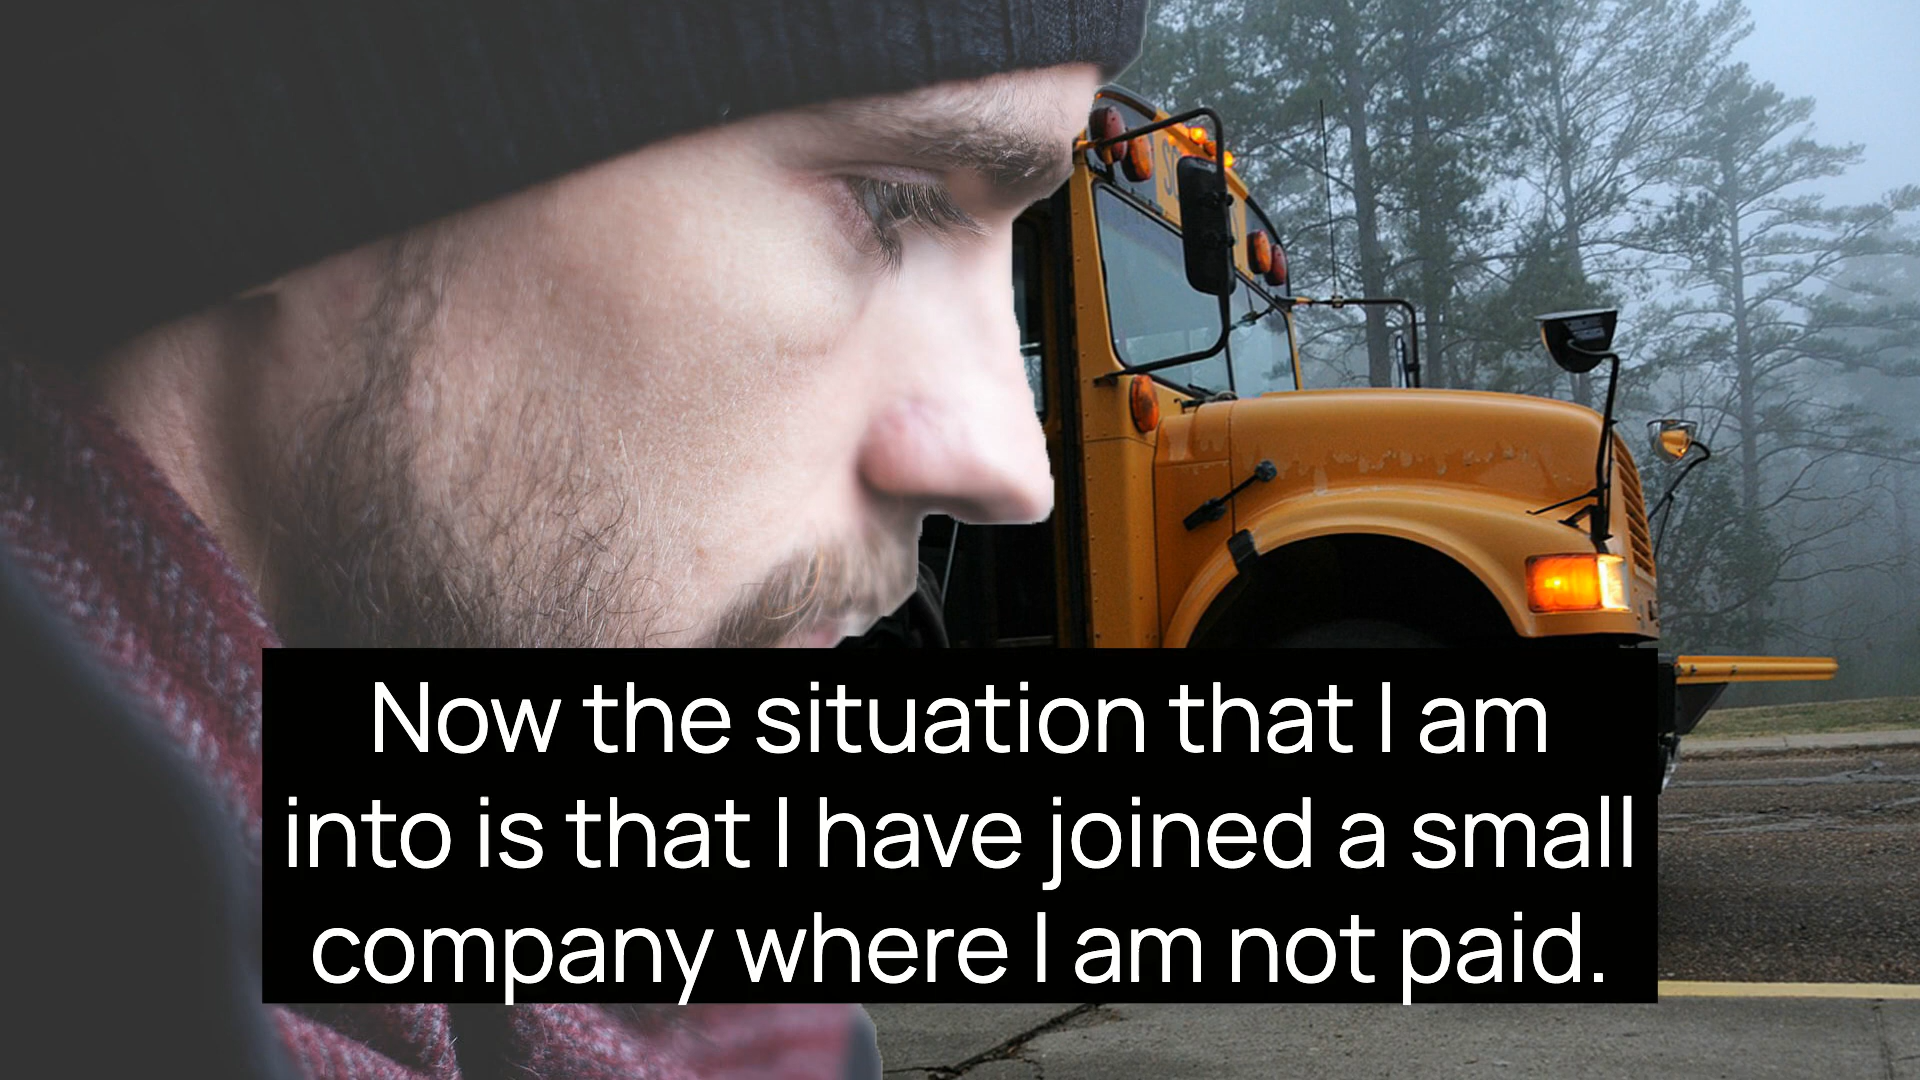 Now the situation that I am
into is that I have joined a small
company where I am not paid.